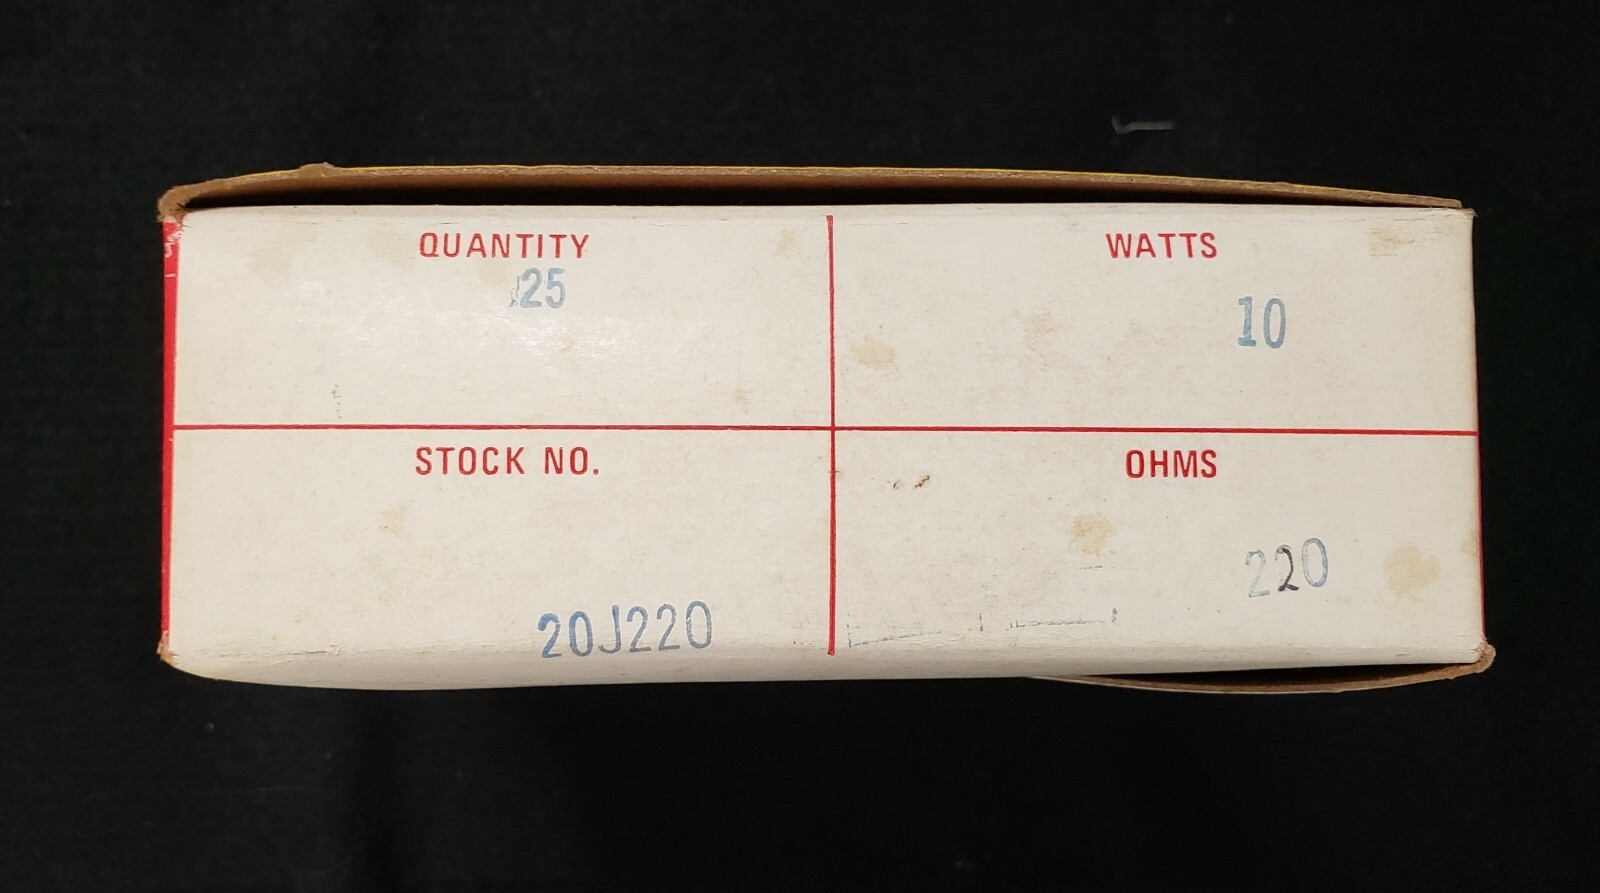 QUANTITY
25
WATTS
10
STOCK NO.
20J220
OHMS
220